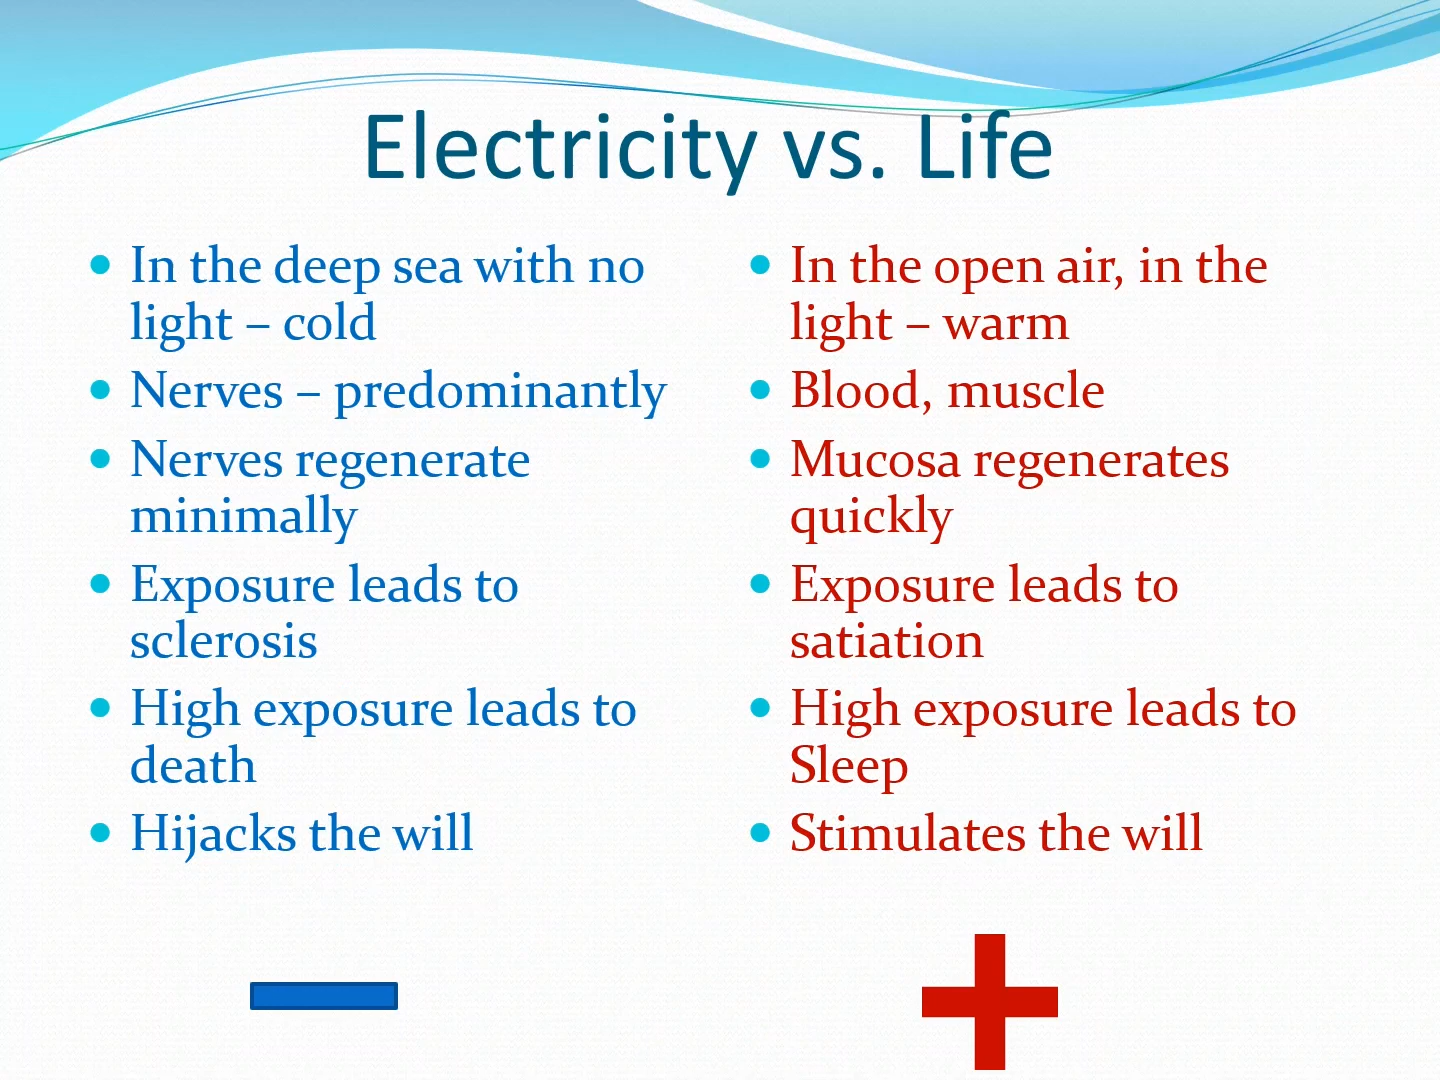 Electricity vs. Life
• In the deep sea with no
light – cold
• Nerves – predominantly
• Nerves regenerate
minimally
• Exposure leads to
sclerosis
• High exposure leads to
death
• Hijacks the will
• In the open air, in the
light – warm
• Blood, muscle
• Mucosa regenerates
quickly
• Exposure leads to
satiation
• High exposure leads to
Sleep
• Stimulates the will